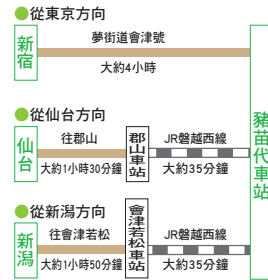 ●從東京方向
新宿
夢街道會津號
大約4小時
豬苗代車站
●從仙台方向
仙台
往郡山
大約1小時30分鐘
郡山車站
JR磐越西線
大約35分鐘
●從新潟方向
新潟
往會津若松
大約1小時50分鐘
會津若松車站
JR磐越西線
大約35分鐘